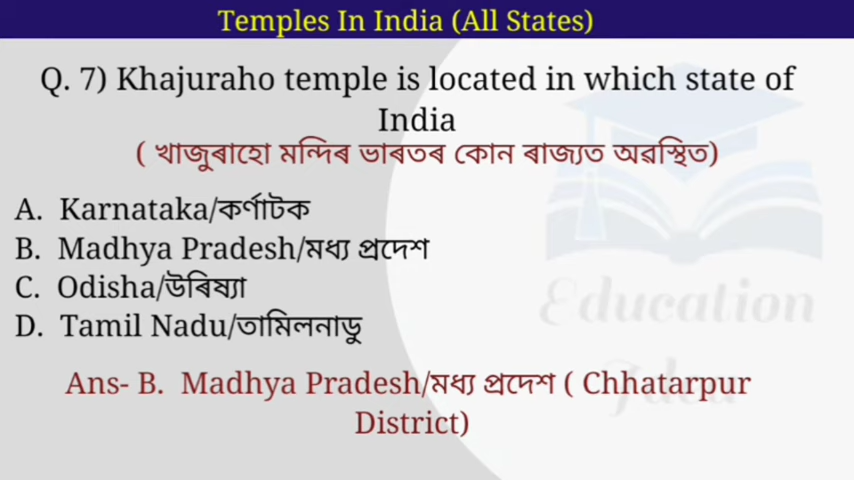 Temples In India (All States)
Q. 7) Khajuraho temple is located in which state of
India
( খাজুৰাহো মন্দিৰ ভাৰতৰ কোন ৰাজ্যত অৱস্থিত)
A. Karnataka/কৰ্ণাটক
B. Madhya Pradesh/মধ্য প্ৰদেশ
C. Odisha/উৰিষ্যা
D. Tamil Nadu/তামিলনাডু
Education
Idea
Ans- B. Madhya Pradesh/মধ্য প্ৰদেশ ( Chhatarpur
District)